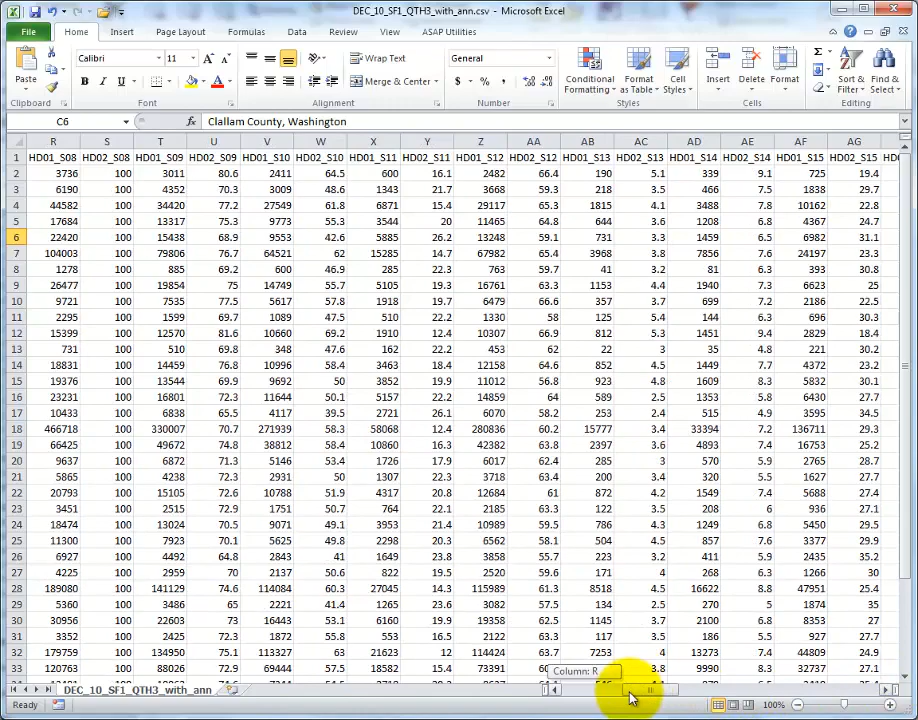 DEC_10_SF1_QTH3_with_ann.csv - Microsoft Excel
File Home Insert Page Layout Formulas Data Review View ASAP Utilities
Calibri 11 Wrap Text General
Paste B I U Merge & Center $ % , Conditional Formatting Format as Table Cell Styles Insert Delete Format Sort & Filter Find & Select
Clipboard Font Alignment Number Styles Cells Editing
C6 fx Clallam County, Washington
R S T U V W X Y Z AA AB AC AD AE AF AG
1 HD01_S08 HD02_S08 HD01_S09 HD02_S09 HD01_S10 HD02_S10 HD01_S11 HD02_S11 HD01_S12 HD02_S12 HD01_S13 HD02_S13 HD01_S14 HD02_S14 HD01_S15 HD02_S15
2 3736 100 3011 80.6 2411 64.5 600 16.1 2482 66.4 190 5.1 339 9.1 725 19.4
3 6190 100 4352 70.3 3009 48.6 1343 21.7 3668 59.3 218 3.5 466 7.5 1838 29.7
4 44582 100 34420 77.2 27549 61.8 6871 15.4 29117 65.3 1815 4.1 3488 7.8 10162 22.8
5 17684 100 13317 75.3 9773 55.3 3544 20 11465 64.8 644 3.6 1208 6.8 4367 24.7
6 22420 100 15438 68.9 9553 42.6 5885 26.2 13248 59.1 731 3.3 1459 6.5 6982 31.1
7 104003 100 79806 76.7 64521 62 15285 14.7 67982 65.4 3968 3.8 7856 7.6 24197 23.3
8 1278 100 885 69.2 600 46.9 285 22.3 763 59.7 41 3.2 81 6.3 393 30.8
9 26477 100 19854 75 14749 55.7 5105 19.3 16761 63.3 1153 4.4 1940 7.3 6623 25
10 9721 100 7535 77.5 5617 57.8 1918 19.7 6479 66.6 357 3.7 699 7.2 2186 22.5
11 2295 100 1599 69.7 1089 47.5 510 22.2 1330 58 125 5.4 144 6.3 696 30.3
12 15399 100 12570 81.6 10660 69.2 1910 12.4 10307 66.9 812 5.3 1451 9.4 2829 18.4
13 731 100 510 69.8 348 47.6 162 22.2 453 62 22 3 35 4.8 221 30.2
14 18831 100 14459 76.8 10996 58.4 3463 18.4 12158 64.6 852 4.5 1449 7.7 4372 23.2
15 19376 100 13544 69.9 9692 50 3852 19.9 11012 56.8 923 4.8 1609 8.3 5832 30.1
16 23231 100 16801 72.3 11644 50.1 5157 22.2 14859 64 589 2.5 1353 5.8 6430 27.7
17 10433 100 6838 65.5 4117 39.5 2721 26.1 6070 58.2 253 2.4 515 4.9 3595 34.5
18 466718 100 330007 70.7 271939 58.3 58068 12.4 280836 60.2 15777 3.4 33394 7.2 136711 29.3
19 66425 100 49672 74.8 38812 58.4 10860 16.3 42382 63.8 2397 3.6 4893 7.4 16753 25.2
20 9637 100 6872 71.3 5146 53.4 1726 17.9 6017 62.4 285 3 570 5.9 2765 28.7
21 5865 100 4238 72.3 2931 50 1307 22.3 3718 63.4 200 3.4 320 5.5 1627 27.7
22 20793 100 15105 72.6 10788 51.9 4317 20.8 12684 61 872 4.2 1549 7.4 5688 27.4
23 3451 100 2515 72.9 1751 50.7 764 22.1 2185 63.3 122 3.5 208 6 936 27.1
24 18474 100 13024 70.5 9071 49.1 3953 21.4 10989 59.5 786 4.3 1249 6.8 5450 29.5
25 11300 100 7923 70.1 5625 49.8 2298 20.3 6561 58.1 504 4.5 857 7.6 3377 29.9
26 6927 100 4492 64.8 2843 41 1649 23.8 3858 55.7 223 3.2 411 5.9 2435 35.2
27 4225 100 2959 70 2137 50.6 822 19.5 2520 59.6 171 4 268 6.3 1266 30
28 189080 100 141129 74.6 114084 60.3 27045 14.3 115989 61.3 8518 4.5 16622 8.8 47951 25.4
29 5360 100 3486 65 2221 41.4 1265 23.6 3082 57.5 134 2.5 270 5 1874 35
30 30956 100 22603 73 16443 53.1 6160 19.9 19358 62.5 1145 3.7 2100 6.8 8353 27
31 3352 100 2425 72.3 1872 55.8 553 16.5 2122 63.3 117 3.5 186 5.5 927 27.7
32 179759 100 134950 75.1 113327 63 21623 12 114424 63.7 7253 4 13273 7.4 44809 24.9
33 120763 100 88026 72.9 69444 57.5 18582 15.4 73391 3.8 9990 8.3 32737 27.1
Column: R
DEC_10_SF1_QTH3_with_ann
100%